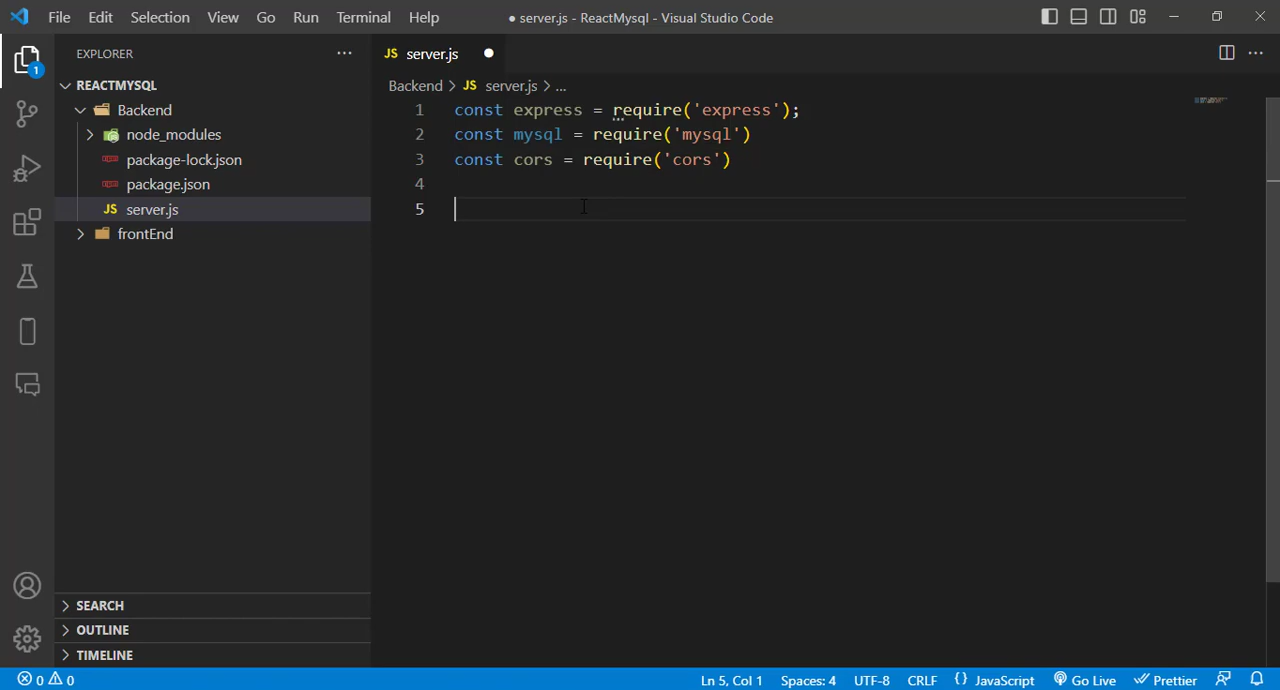 File Edit Selection View Go Run Terminal Help ● server.js - ReactMysql - Visual Studio Code
1
EXPLORER ···
REACTMYSQL
Backend
node_modules
package-lock.json
package.json
JS server.js
frontEnd
SEARCH
OUTLINE
TIMELINE
JS server.js ●
Backend > JS server.js > ...
1 const express = require('express');
2 const mysql = require('mysql')
3 const cors = require('cors')
4
5
0 0 Ln 5, Col 1 Spaces: 4 UTF-8 CRLF {} JavaScript Go Live Prettier